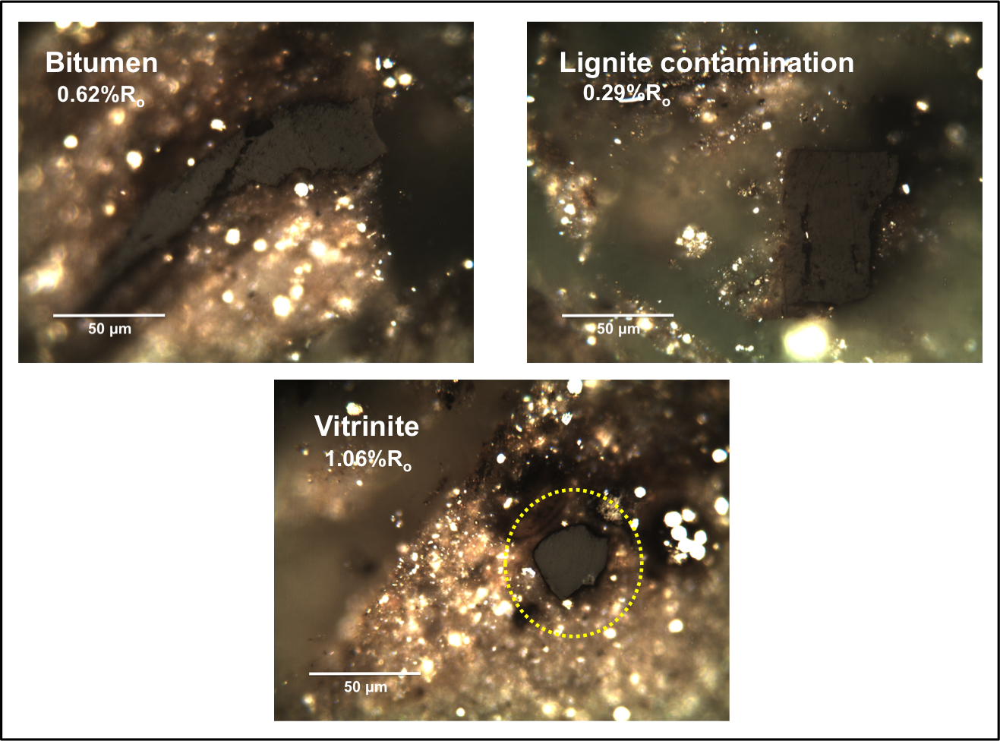 Bitumen
0.62%Ro
50 µm
Lignite contamination
0.29%Ro
50 µm
Vitrinite
1.06%Ro
50 µm